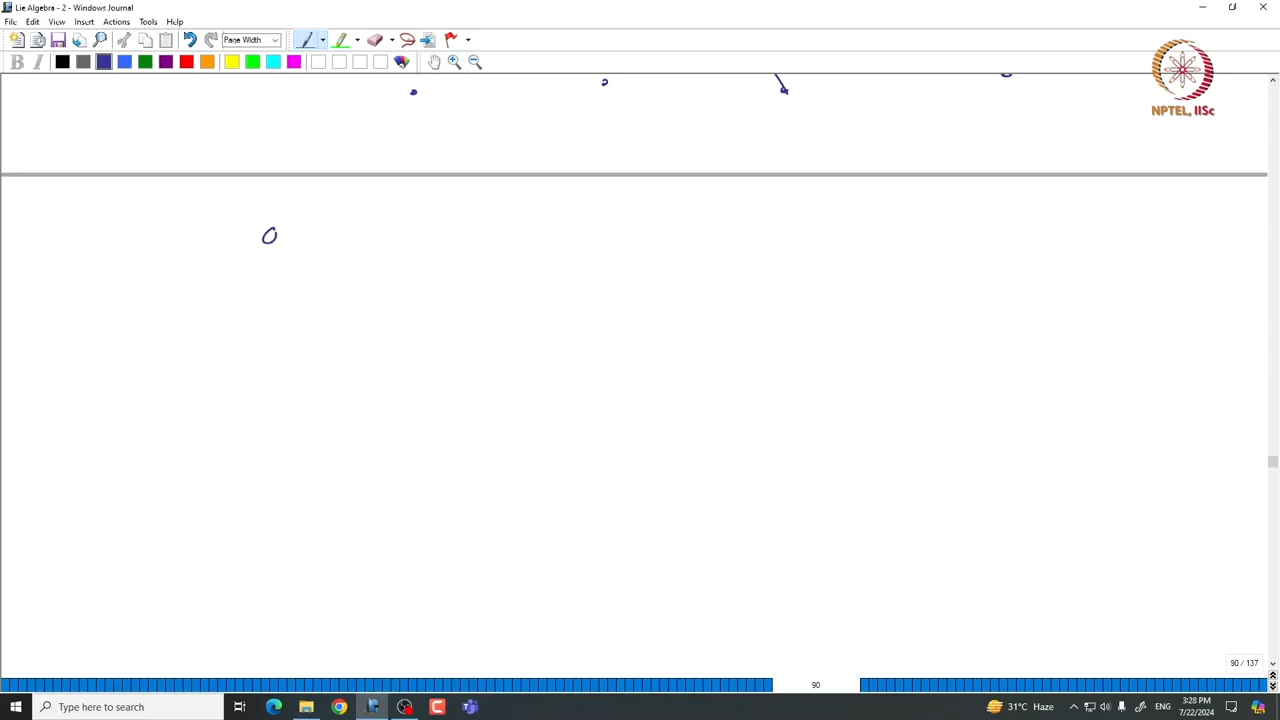 Lie Algebra - 2 - Windows Journal
File Edit View Insert Actions Tools Help
Page Width
B I
NPTEL, IISc
O
90 / 137
90
Type here to search
31°C Haze
ENG
3:28 PM
7/22/2024